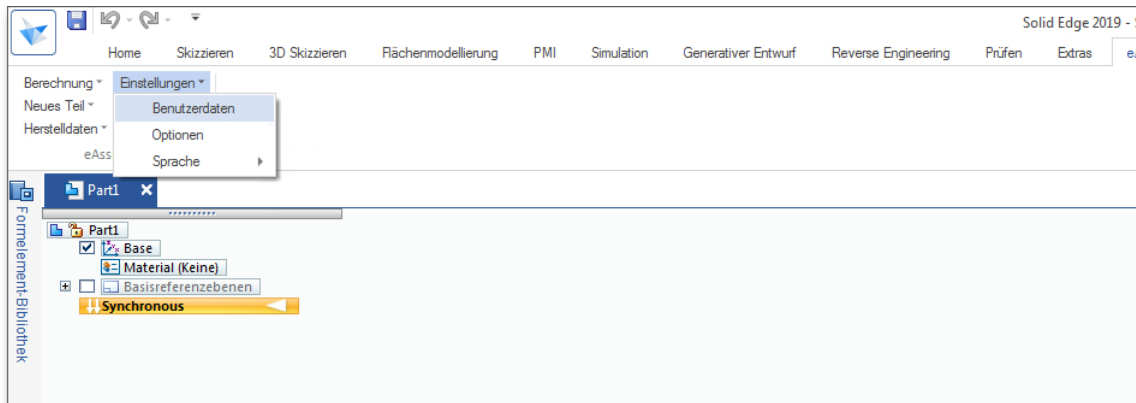 Solid Edge 2019 -
Home Skizzieren 3D Skizzieren Flächenmodellierung PMI Simulation Generativer Entwurf Reverse Engineering Prüfen Extras
Berechnung Einstellungen
Neues Teil Benutzerdaten
Herstelldaten Optionen
eAss Sprache
Part1
Formelement-Bibliothek
Part1
Base
Material (Keine)
Basisreferenzebenen
Synchronous